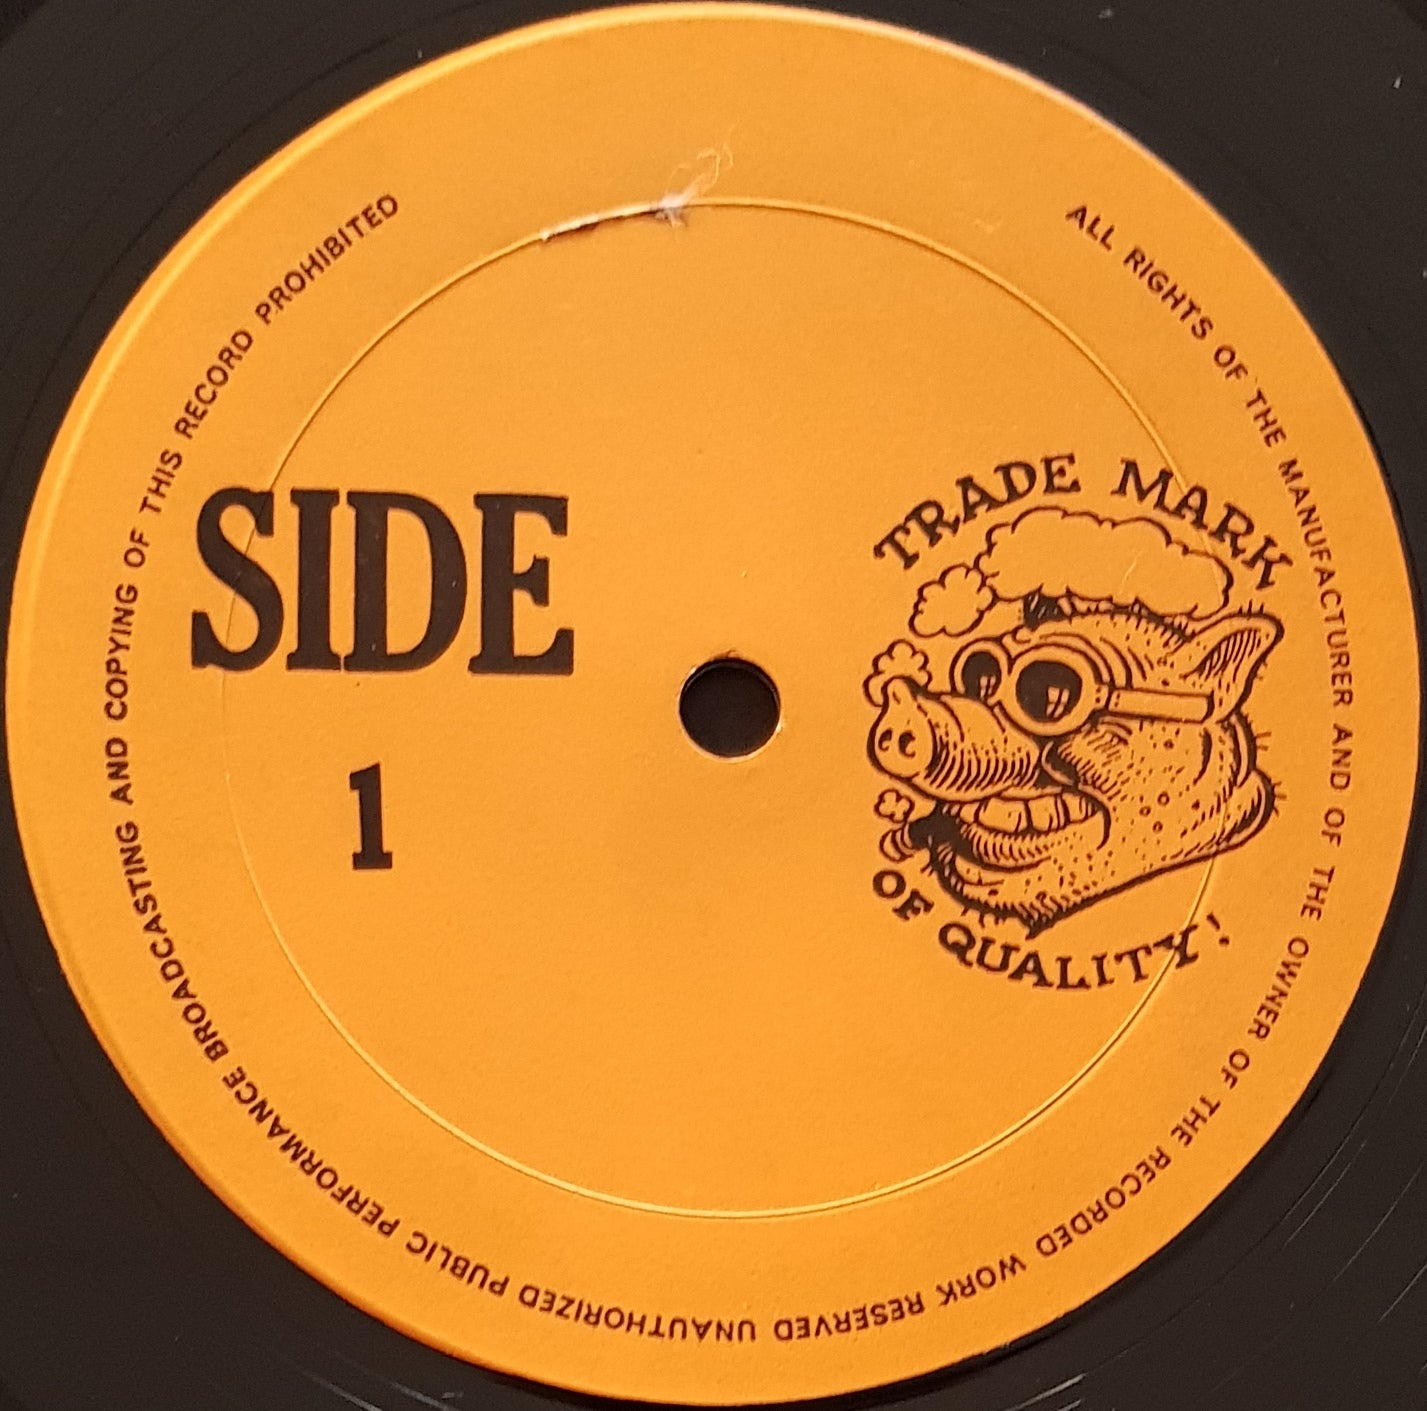 ALL RIGHTS OF THE MANUFACTURER AND OF THE OWNER OF THE RECORDED WORK RESERVED UNAUTHORIZED PUBLIC PERFORMANCE BROADCASTING AND COPYING OF THIS RECORD PROHIBITED
SIDE
1
TRADE MARK
OF QUALITY!